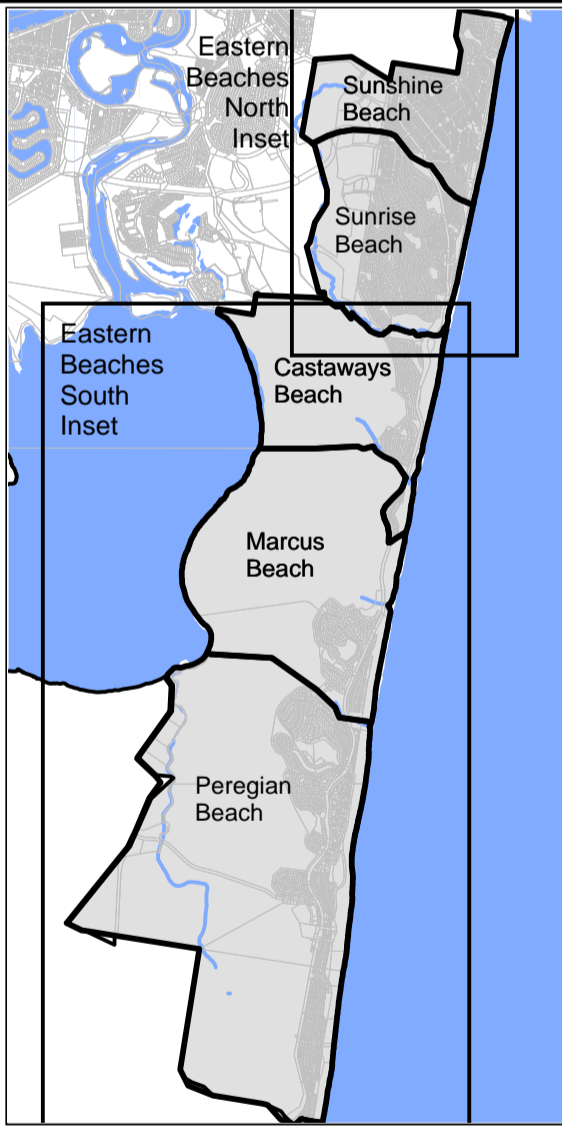 Eastern
Beaches
North
Inset
Sunshine
Beach
Sunrise
Beach
Eastern
Beaches
South
Inset
Castaways
Beach
Marcus
Beach
Peregian
Beach